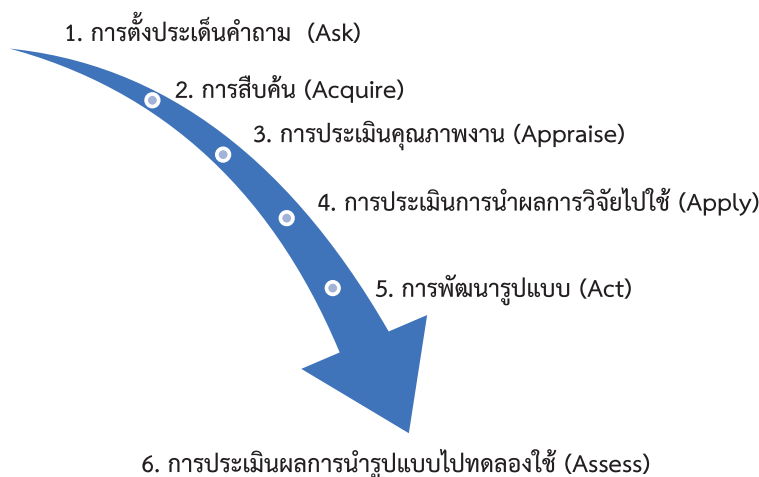 1. การตั้งประเด็นคำถาม (Ask)
2. การสืบค้น (Acquire)
3. การประเมินคุณภาพงาน (Appraise)
4. การประเมินการนำผลการวิจัยไปใช้ (Apply)
5. การพัฒนารูปแบบ (Act)
6. การประเมินผลการนำรูปแบบไปทดลองใช้ (Assess)